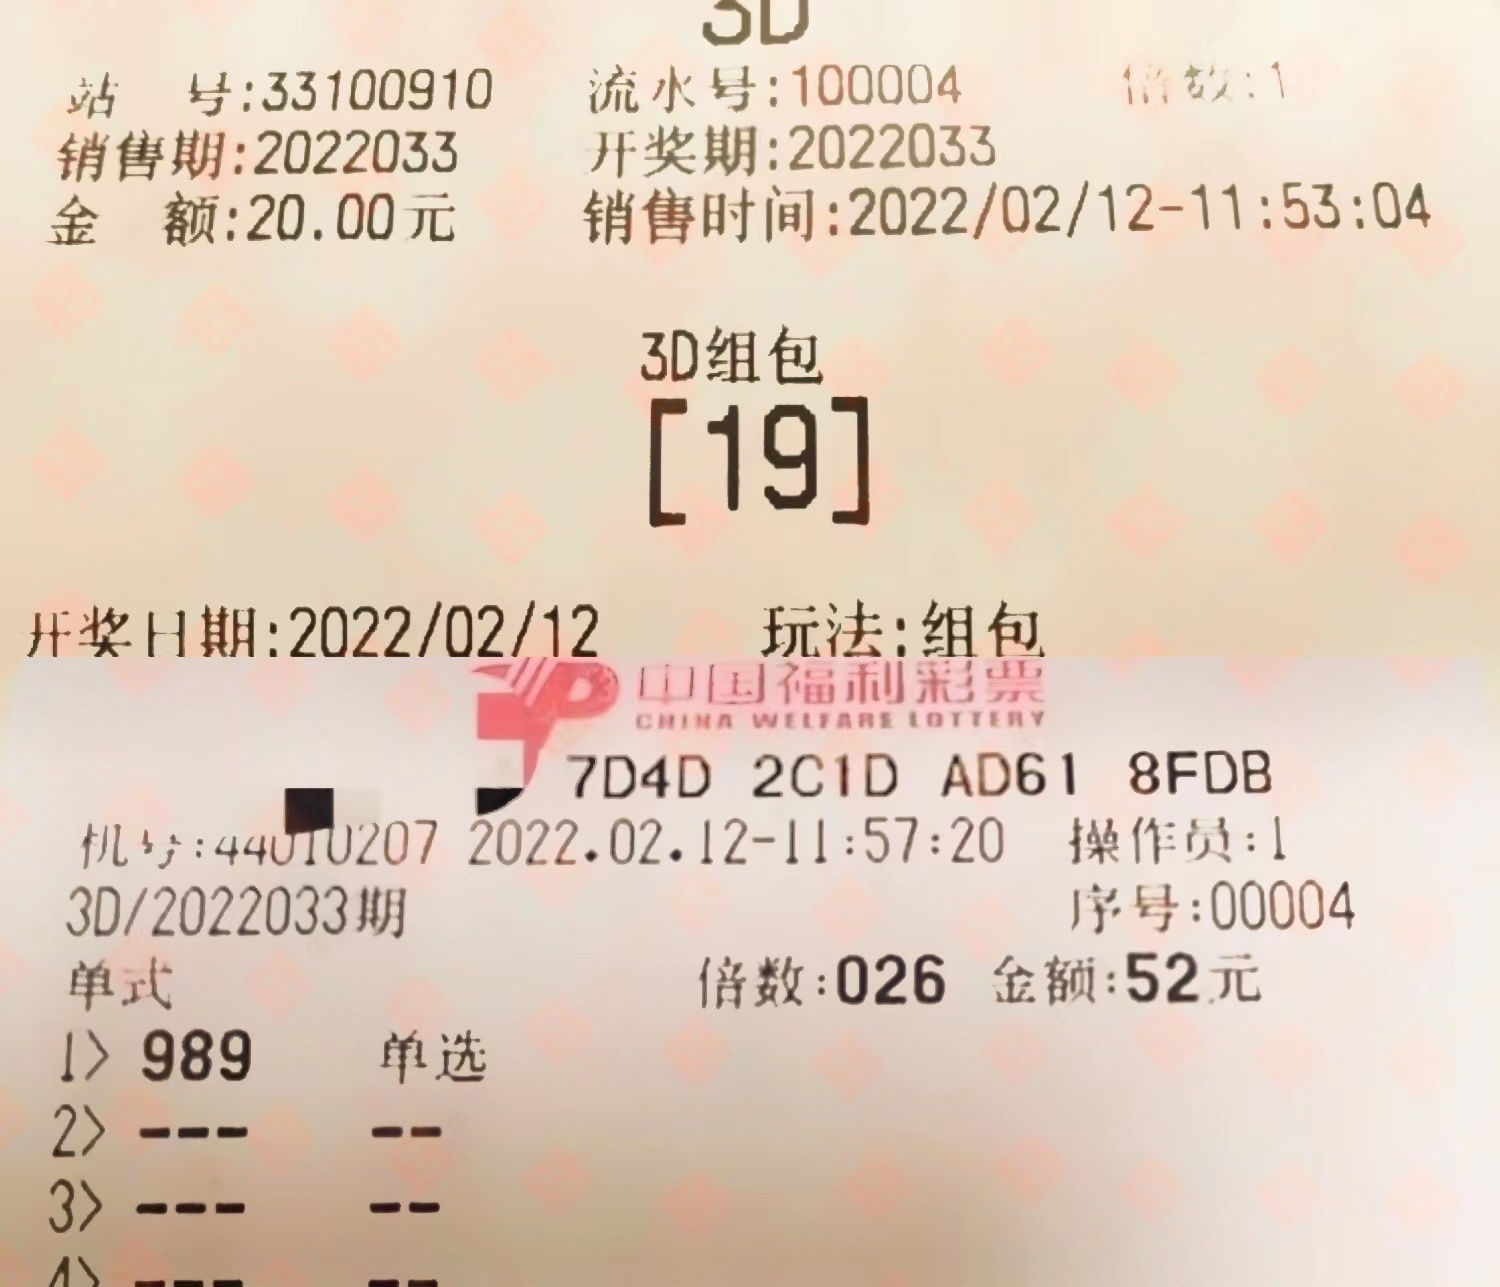 3D
站 号:33100910 流水号:100004 倍数:1
销售期:2022033 开奖期:2022033
金 额:20.00元 销售时间:2022/02/12-11:53:04
3D组包
[19]
开奖日期:2022/02/12 玩法:组包
中国福利彩票
CHINA WELFARE LOTTERY
7D4D 2C1D AD61 8FDB
机号:44010207 2022.02.12-11:57:20 操作员:1
3D/2022033期 序号:00004
单式 倍数:026 金额:52元
1> 989 单选
2> --- --
3> --- --
4> --- --